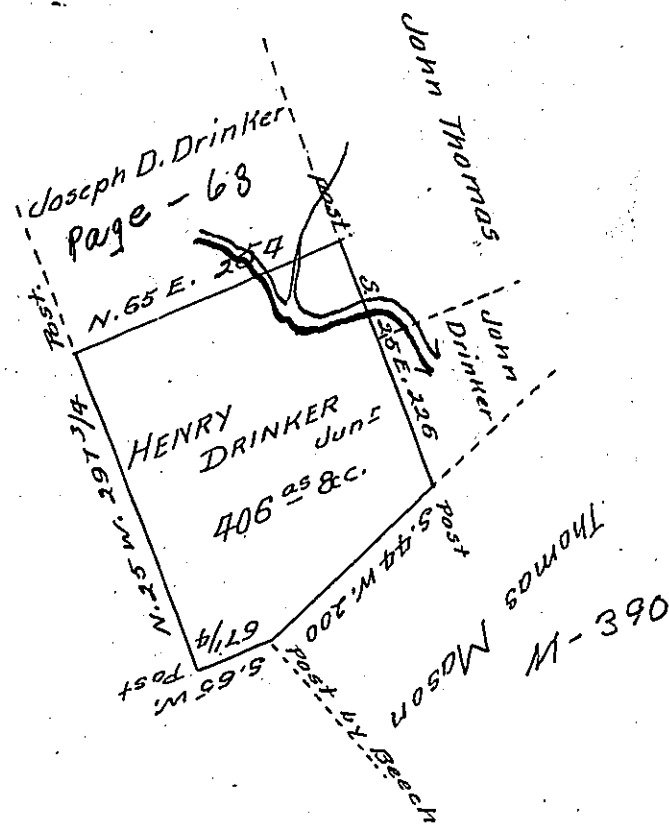 John Thomas
Joseph D. Drinker
Page - 68
Post.
Post.
N. 65 E. 254
S. 25 E. 226
John
Drinker
HENRY
DRINKER
Junr
406 as &c.
N. 25 W. 297 3/4
Post
S. 65 W.
67 1/4
S. 44 W. 200
Post
Post by Beech
Thomas
Mason
W - 390